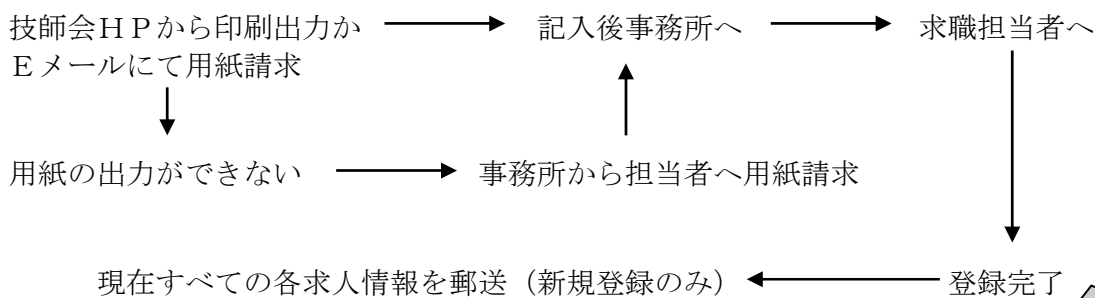 技師会ＨＰから印刷出力か
Ｅメールにて用紙請求
記入後事務所へ
求職担当者へ
用紙の出力ができない
事務所から担当者へ用紙請求
現在すべての各求人情報を郵送（新規登録のみ）
登録完了